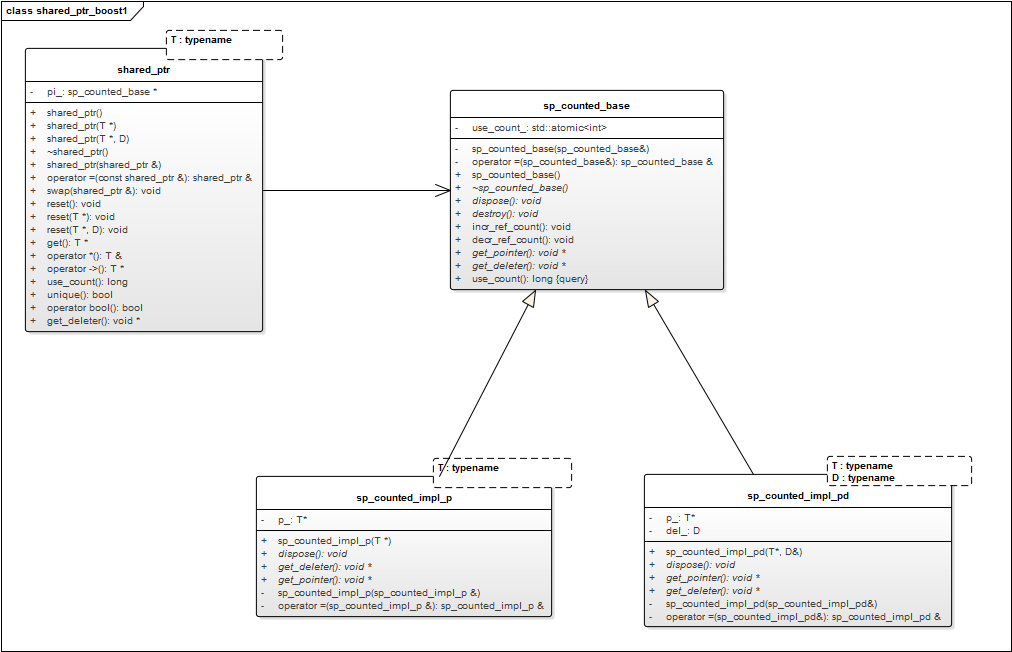 class shared_ptr_boost1
T : typename
shared_ptr
- pi_: sp_counted_base *
+ shared_ptr()
+ shared_ptr(T *)
+ shared_ptr(T *, D)
+ ~shared_ptr()
+ shared_ptr(shared_ptr &)
+ operator =(const shared_ptr &): shared_ptr &
+ swap(shared_ptr &): void
+ reset(): void
+ reset(T *): void
+ reset(T *, D): void
+ get(): T *
+ operator *(): T &
+ operator ->(): T *
+ use_count(): long
+ unique(): bool
+ operator bool(): bool
+ get_deleter(): void *
sp_counted_base
- use_count_: std::atomic<int>
- sp_counted_base(sp_counted_base&)
- operator =(sp_counted_base&): sp_counted_base &
+ sp_counted_base()
+ ~sp_counted_base()
+ dispose(): void
+ destroy(): void
+ incr_ref_count(): void
+ decr_ref_count(): void
+ get_pointer(): void *
+ get_deleter(): void *
+ use_count(): long {query}
T : typename
sp_counted_impl_p
- p_: T*
+ sp_counted_impl_p(T *)
+ dispose(): void
+ get_deleter(): void *
+ get_pointer(): void *
- sp_counted_impl_p(sp_counted_impl_p &)
- operator =(sp_counted_impl_p &): sp_counted_impl_p &
T : typename
D : typename
sp_counted_impl_pd
- p_: T*
- del_: D
+ sp_counted_impl_pd(T*, D&)
+ dispose(): void
+ get_pointer(): void *
+ get_deleter(): void *
- sp_counted_impl_pd(sp_counted_impl_pd&)
- operator =(sp_counted_impl_pd&): sp_counted_impl_pd &